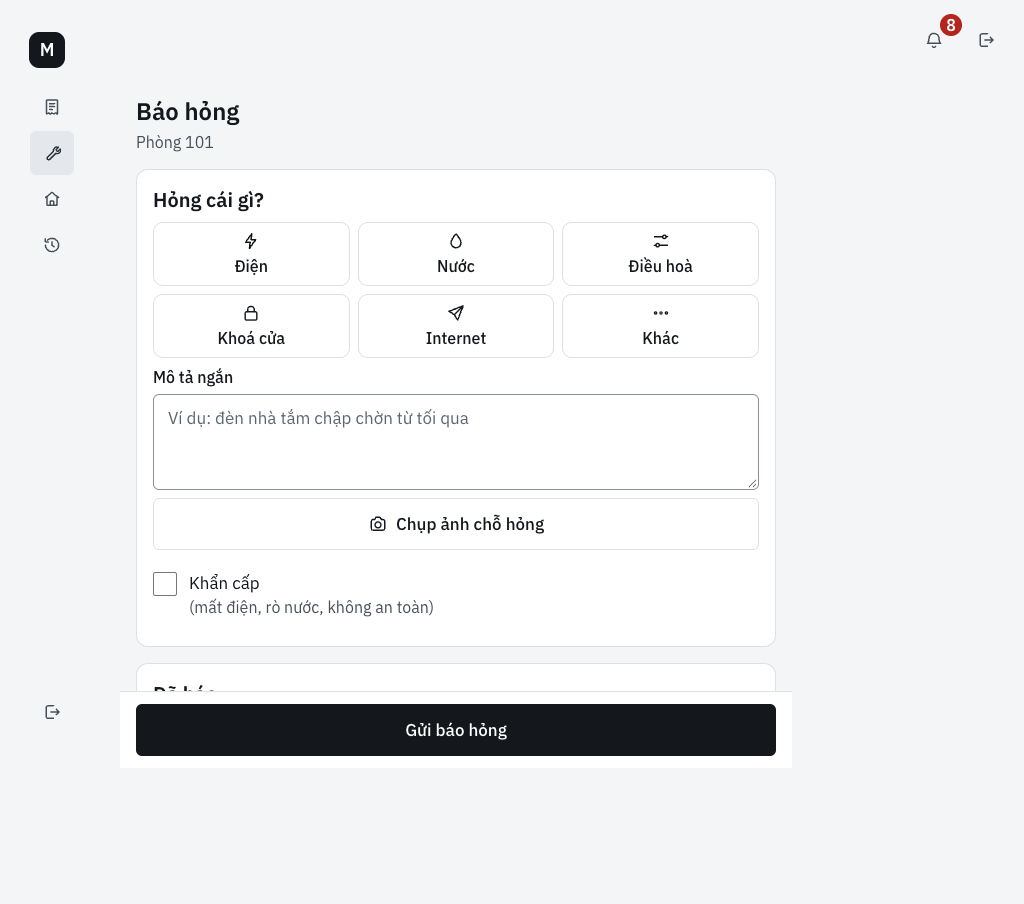 M
8
Báo hỏng
Phòng 101
Hỏng cái gì?
Điện
Nước
Điều hoà
Khoá cửa
Internet
Khác
Mô tả ngắn
Ví dụ: đèn nhà tắm chập chờn từ tối qua
Chụp ảnh chỗ hỏng
Khẩn cấp
(mất điện, rò nước, không an toàn)
Gửi báo hỏng